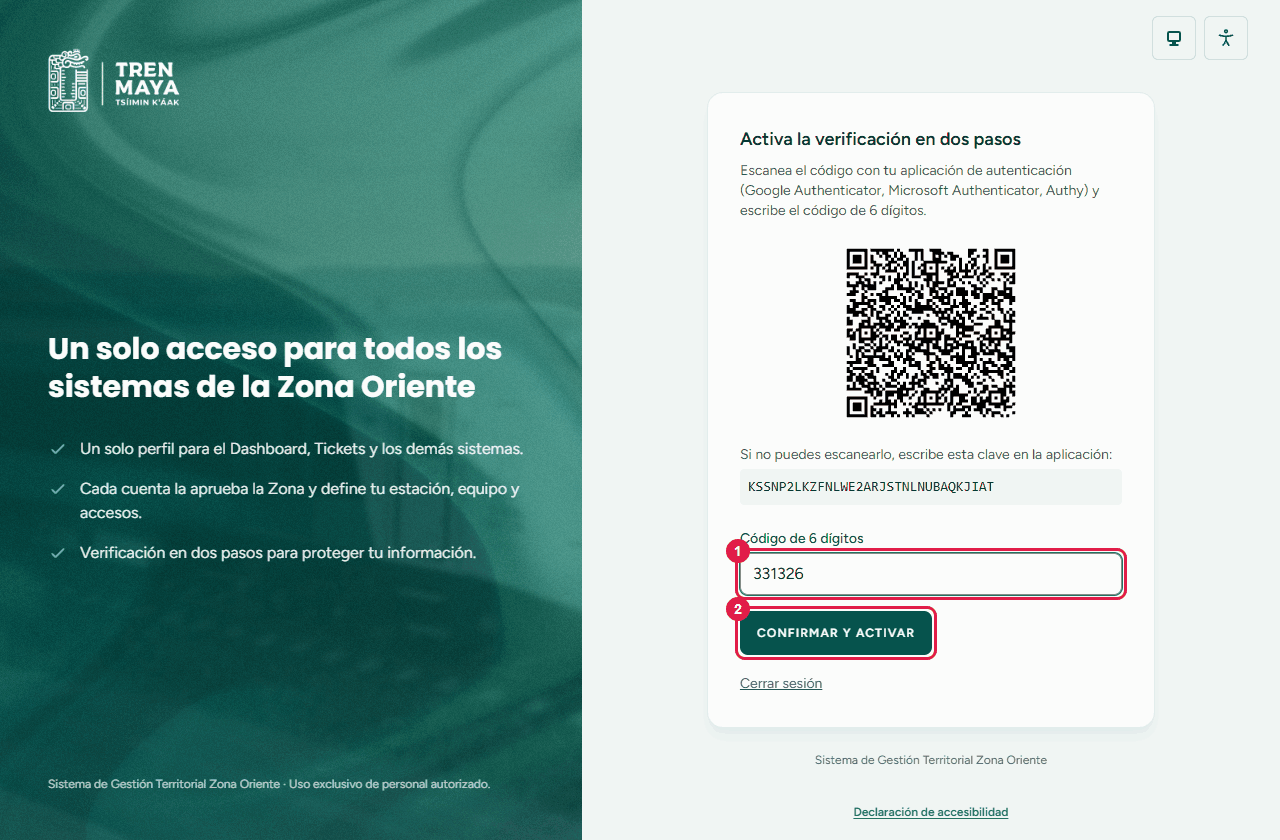 TREN
MAYA
TSÍIMIN K'ÁAK
Un solo acceso para todos los
sistemas de la Zona Oriente
Un solo perfil para el Dashboard, Tickets y los demás sistemas.
Cada cuenta la aprueba la Zona y define tu estación, equipo y
accesos.
Verificación en dos pasos para proteger tu información.
Sistema de Gestión Territorial Zona Oriente · Uso exclusivo de personal autorizado.
Activa la verificación en dos pasos
Escanea el código con tu aplicación de autenticación
(Google Authenticator, Microsoft Authenticator, Authy) y
escribe el código de 6 dígitos.
Si no puedes escanearlo, escribe esta clave en la aplicación:
KSSNP2LKZFNLWE2ARJSTNLNUBAQKJIAT
Código de 6 dígitos
1
331326
2
CONFIRMAR Y ACTIVAR
Cerrar sesión
Sistema de Gestión Territorial Zona Oriente
Declaración de accesibilidad